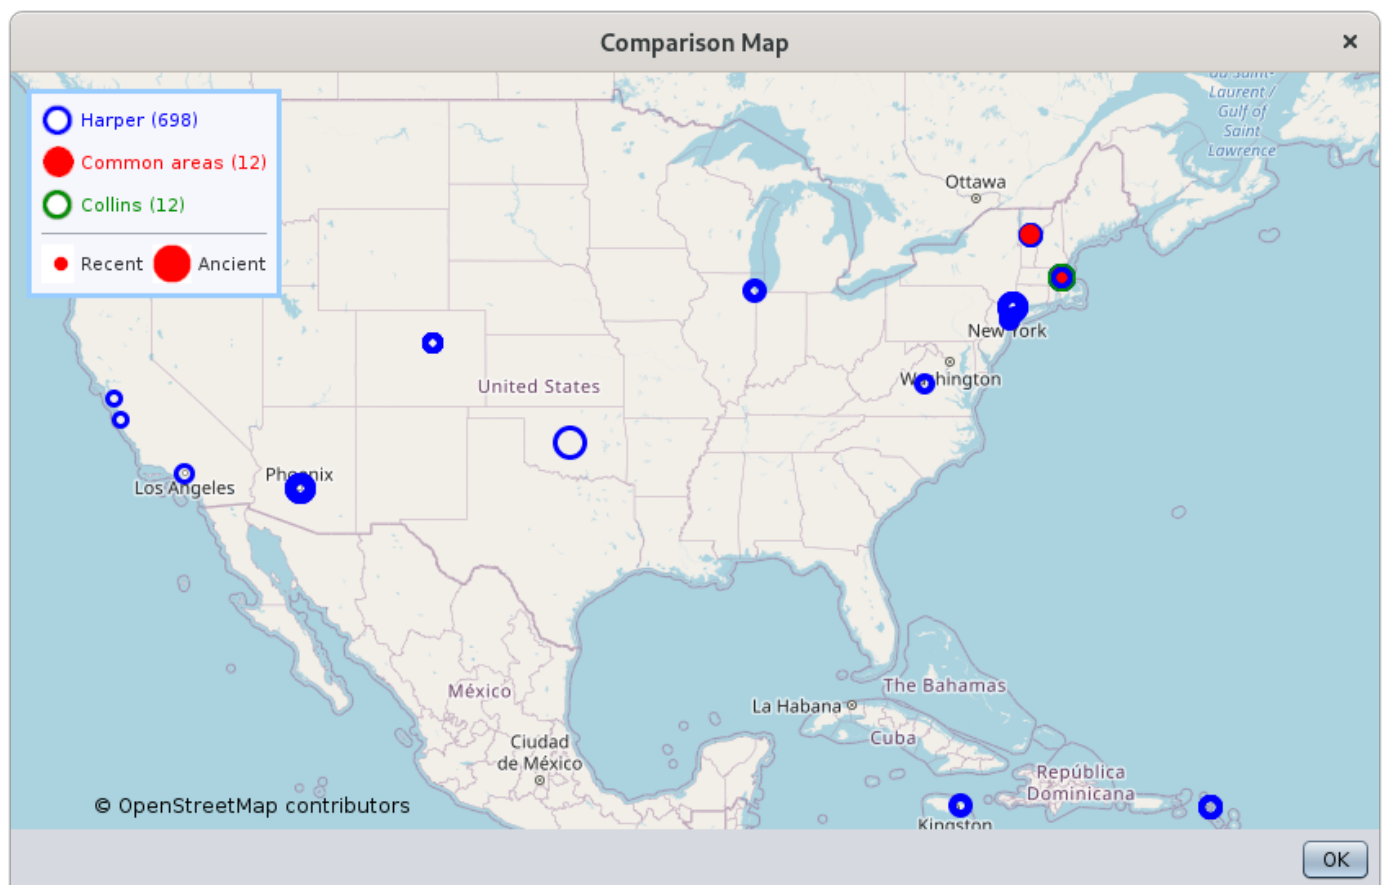 Comparison Map
×
du Saint-
Laurent /
Gulf of
Saint
Lawrence
Harper (698)
Common areas (12)
Collins (12)
Recent
Ancient
Ottawa
New York
Washington
United States
Phoenix
Los Angeles
México
La Habana
The Bahamas
Cuba
Ciudad
de México
República
Dominicana
Kingston
© OpenStreetMap contributors
OK